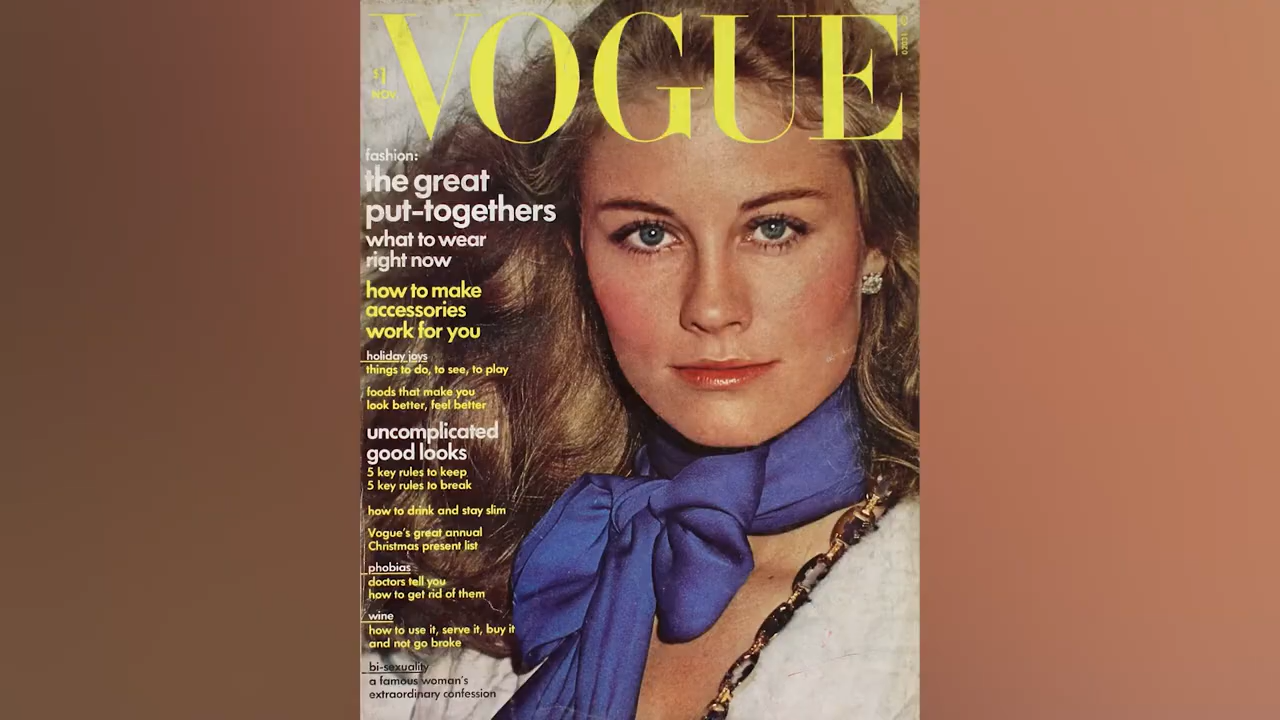 VOGUE
$1
NOV.
fashion:
the great
put-togethers
what to wear
right now
how to make
accessories
work for you
holiday joys
things to do, to see, to play
foods that make you
look better, feel better
uncomplicated
good looks
5 key rules to keep
5 key rules to break
how to drink and stay slim
Vogue's great annual
Christmas present list
phobias
doctors tell you
how to get rid of them
wine
how to use it, serve it, buy it
and not go broke
bi-sexuality
a famous woman's
extraordinary confession